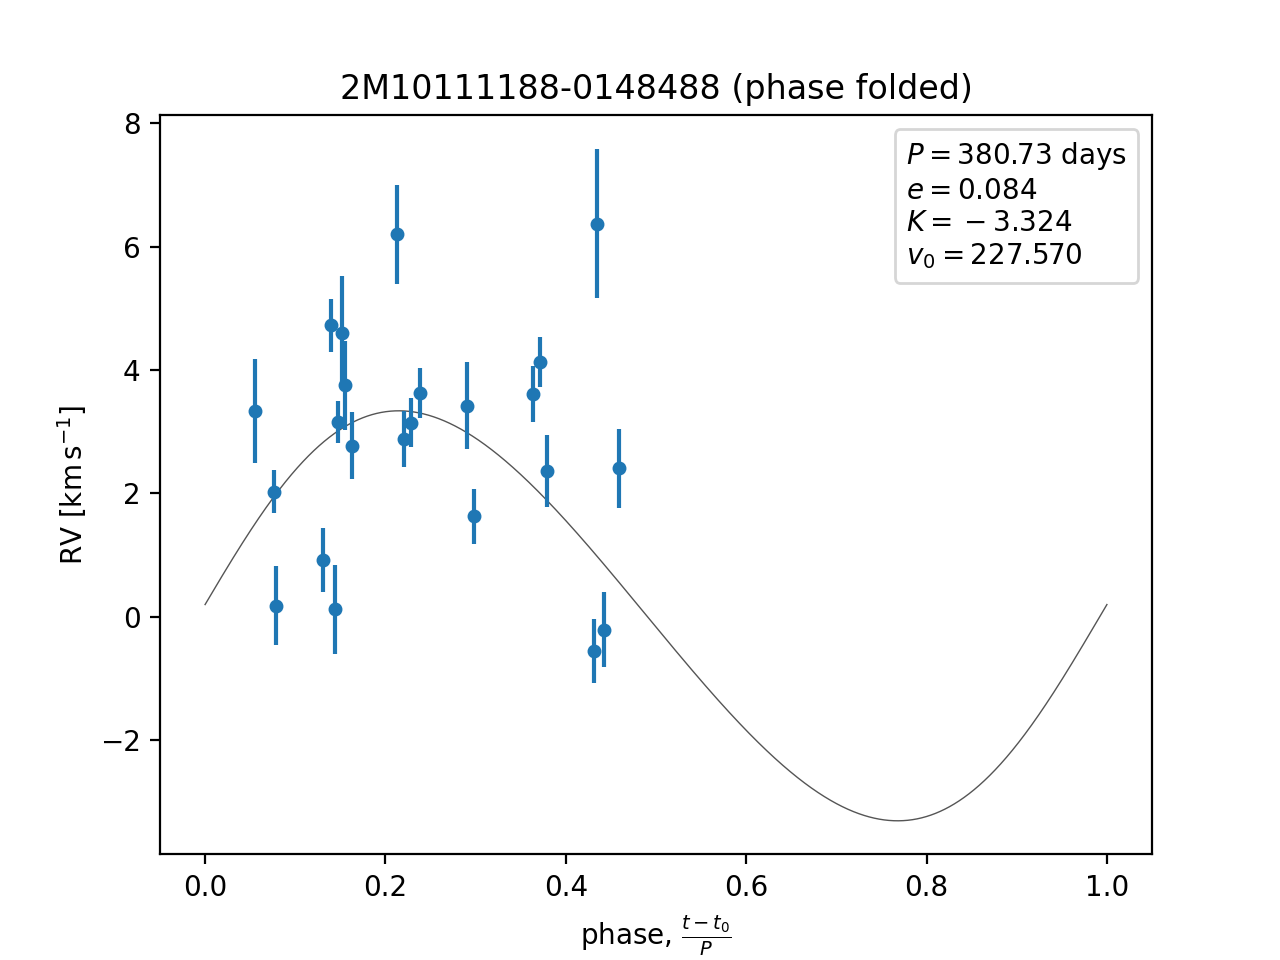 2M10111188-0148488 (phase folded)
P = 380.73 days
e = 0.084
K = −3.324
v₀ = 227.570
8
6
4
2
0
−2
RV [km s⁻¹]
0.0 0.2 0.4 0.6 0.8 1.0
phase, (t − t₀)/P